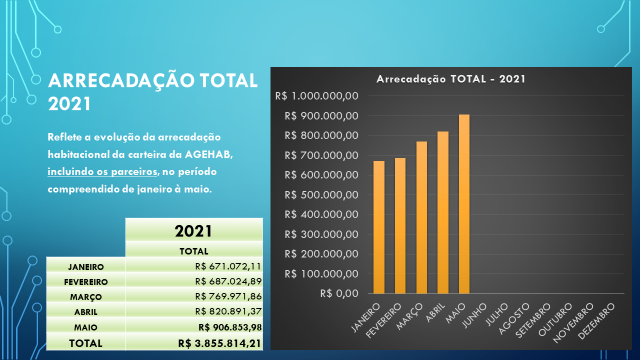 ARRECADAÇÃO TOTAL
2021
Reflete a evolução da arrecadação
habitacional da carteira da AGEHAB,
incluindo os parceiros, no período
compreendido de janeiro à maio.
2021
TOTAL
JANEIRO R$ 671.072,11
FEVEREIRO R$ 687.024,89
MARÇO R$ 769.971,86
ABRIL R$ 820.891,37
MAIO R$ 906.853,98
TOTAL R$ 3.855.814,21
Arrecadação TOTAL - 2021
R$ 1.000.000,00
R$ 900.000,00
R$ 800.000,00
R$ 700.000,00
R$ 600.000,00
R$ 500.000,00
R$ 400.000,00
R$ 300.000,00
R$ 200.000,00
R$ 100.000,00
R$ 0,00
JANEIRO
FEVEREIRO
MARÇO
ABRIL
MAIO
JUNHO
JULHO
AGOSTO
SETEMBRO
OUTUBRO
NOVEMBRO
DEZEMBRO